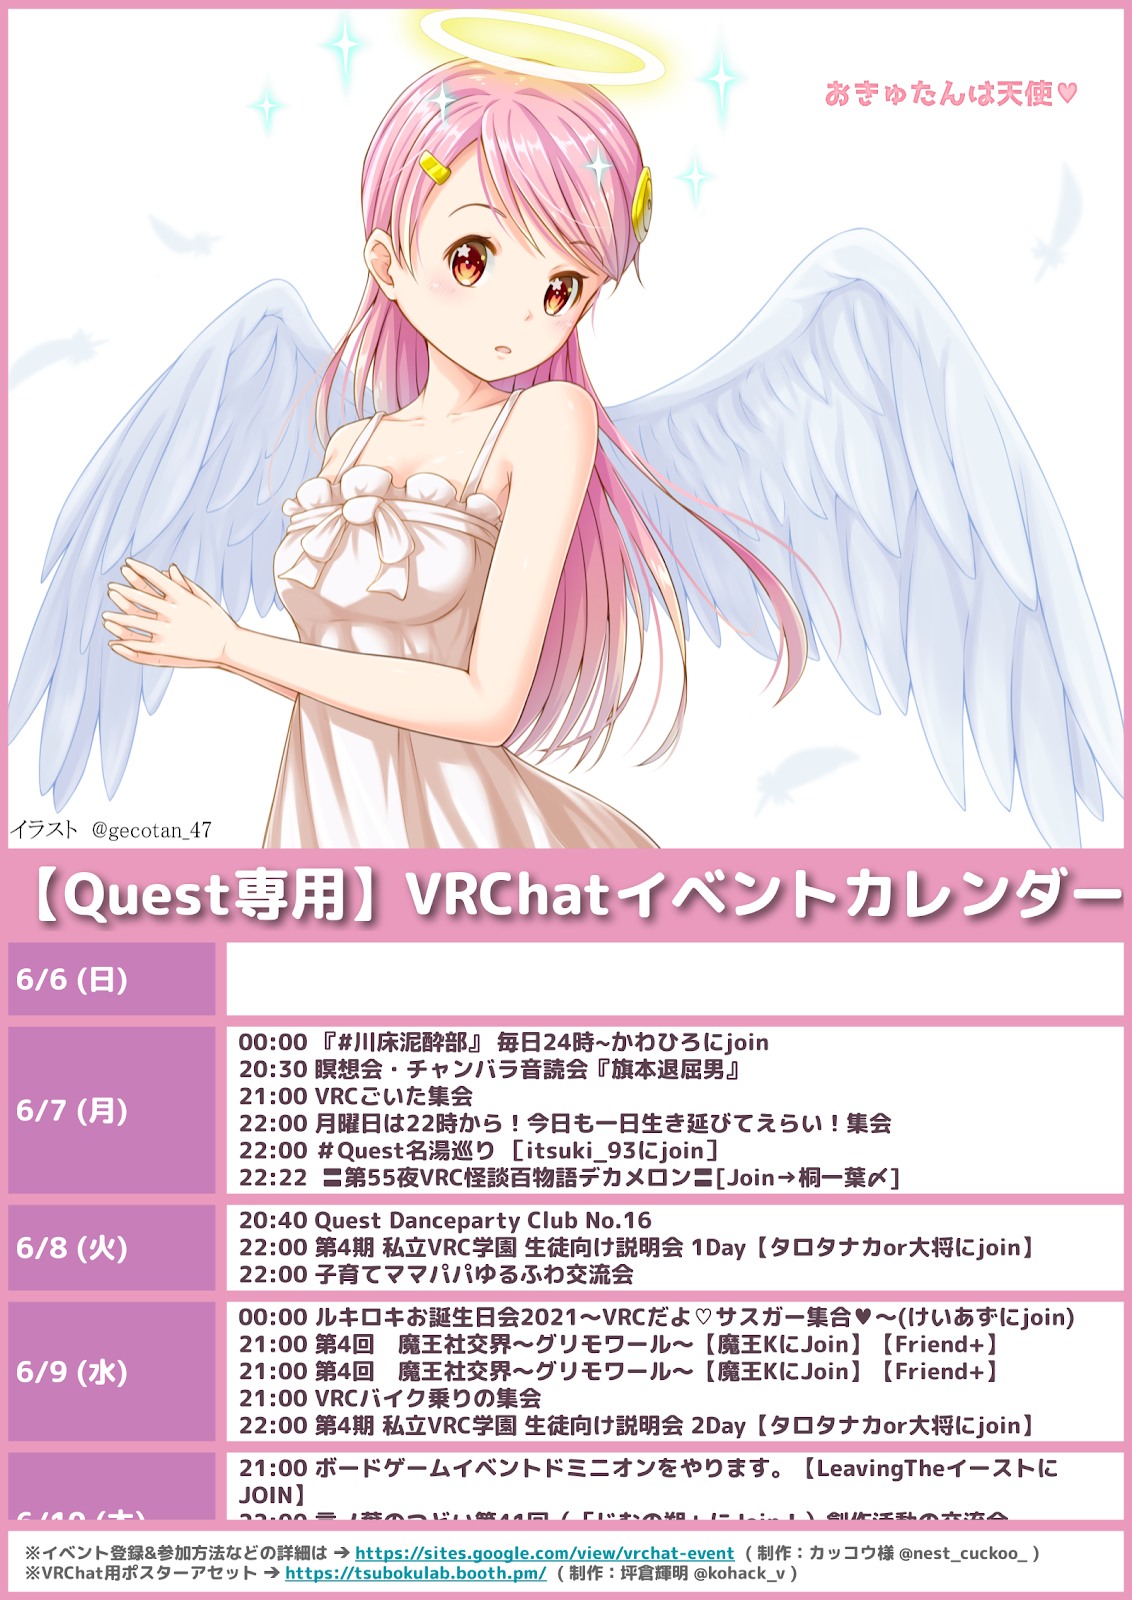 おきゅたんは天使♥
イラスト @gecotan_47
【Quest専用】VRChatイベントカレンダー
6/6 (日)
6/7 (月)
00:00 『#川床泥酔部』 毎日24時~かわひろにjoin
20:30 瞑想会・チャンバラ音読会『旗本退屈男』
21:00 VRCごいた集会
22:00 月曜日は22時から！今日も一日生き延びてえらい！集会
22:00 ＃Quest名湯巡り ［itsuki_93にjoin］
22:22 〓第55夜VRC怪談百物語デカメロン〓[Join→桐一葉〆]
6/8 (火)
20:40 Quest Danceparty Club No.16
22:00 第4期 私立VRC学園 生徒向け説明会 1Day【タロタナカor大将にjoin】
22:00 子育てママパパゆるふわ交流会
6/9 (水)
00:00 ルキロキお誕生日会2021～VRCだよ♡サスガー集合♥～(けいあずにjoin)
21:00 第4回　魔王社交界～グリモワール～【魔王KにJoin】【Friend+】
21:00 第4回　魔王社交界～グリモワール～【魔王KにJoin】【Friend+】
21:00 VRCバイク乗りの集会
22:00 第4期 私立VRC学園 生徒向け説明会 2Day【タロタナカor大将にjoin】
6/10 (木)
21:00 ボードゲームイベントドミニオンをやります。【LeavingTheイーストに
JOIN】
※イベント登録&参加方法などの詳細は → https://sites.google.com/view/vrchat-event ( 制作：カッコウ様 @nest_cuckoo_ )
※VRChat用ポスターアセット → https://tsubokulab.booth.pm/ ( 制作：坪倉輝明 @kohack_v )